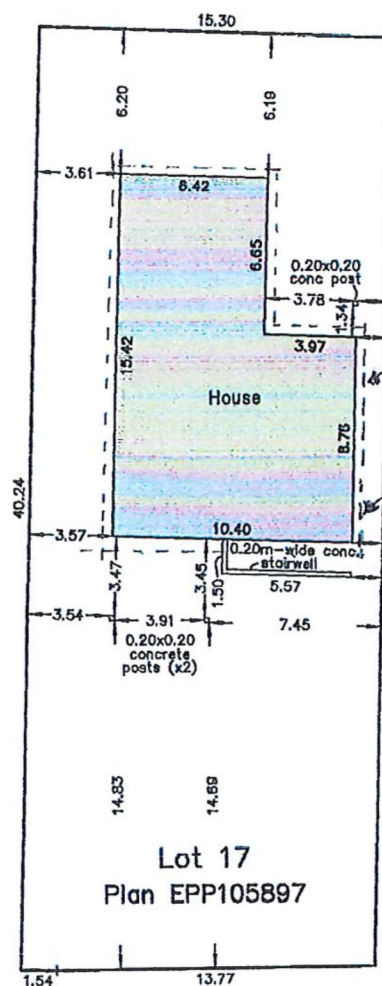 15.30
6.20
6.19
3.61
6.42
6.65
0.20x0.20
conc post
3.78
1.34
3.97
15.42
House
8.76
40.24
3.57
10.40
0.20m-wide conc.
stairwell
5.57
3.47
3.45
1.50
3.54
3.91
7.45
0.20x0.20
concrete
posts (x2)
14.83
14.69
Lot 17
Plan EPP105897
1.54
13.77